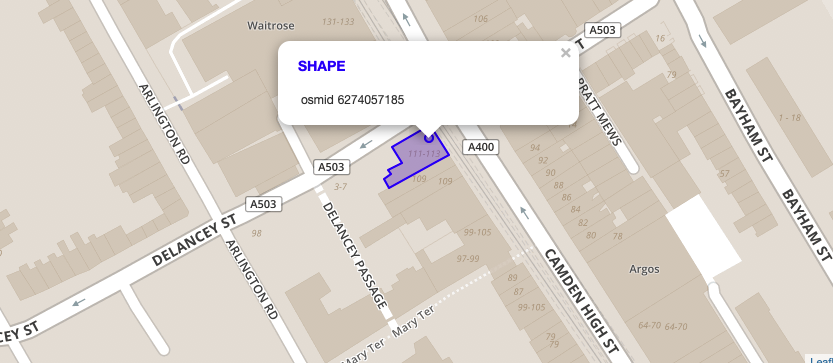 Waitrose
131-133
A503
ST
16
SHAPE
×
osmid 6274057185
79
ARLINGTON RD
PRATT MEWS
BAYHAM ST
1 - 18
111-113
A400
A503
94
92
90
88
86
57
109
109
3-7
A503
82
80
78
DELANCEY ST
98
DELANCEY PASSAGE
99-105
97-99
BAYHAM ST
ARLINGTON RD
CAMDEN HIGH ST
Argos
89
87
99-105
79
79
64-70
64-70
CEY ST
Mary Ter
Mary Ter
Leafl